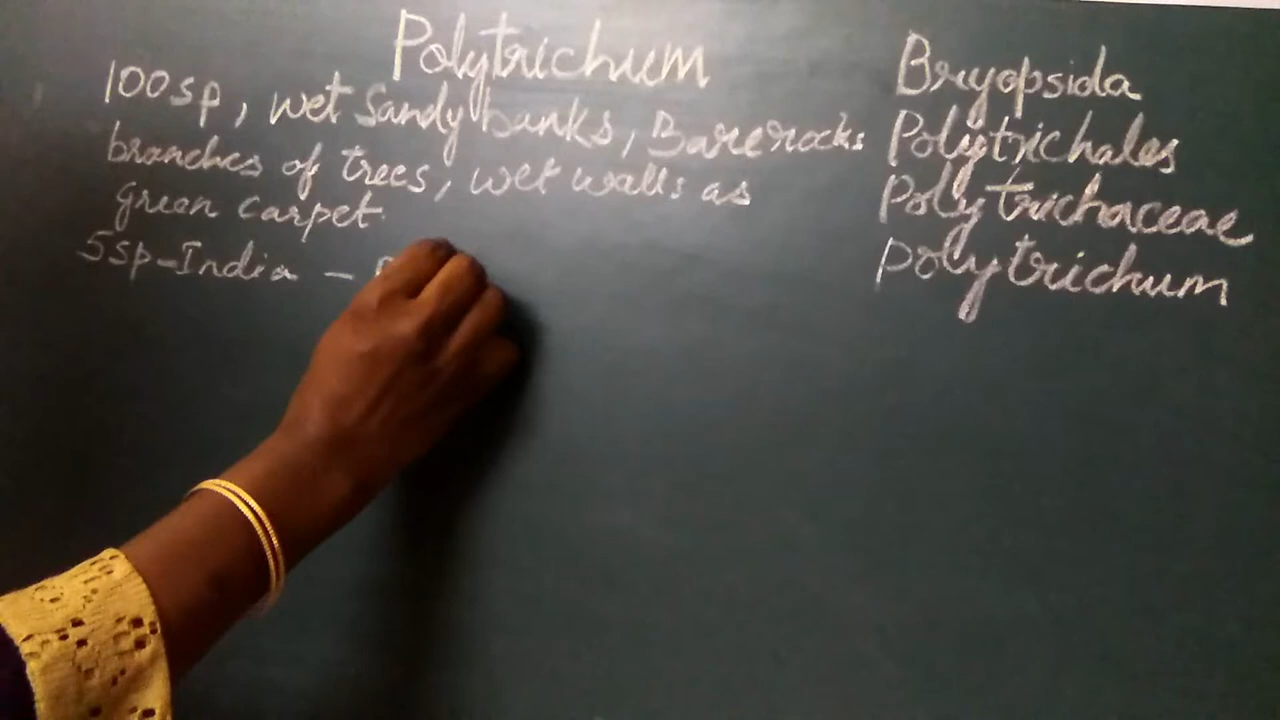 Polytrichum
100sp, wet Sandy banks, Bare rocks
branches of trees, wet walls as
green carpet.
5sp-India –
Bryopsida
Polytrichales
Polytrichaceae
Polytrichum